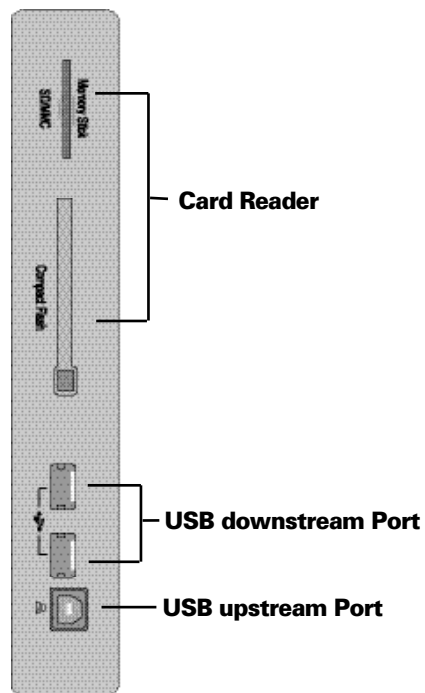 Memory Stick
SD/MMC
Card Reader
Compact Flash
USB downstream Port
USB upstream Port